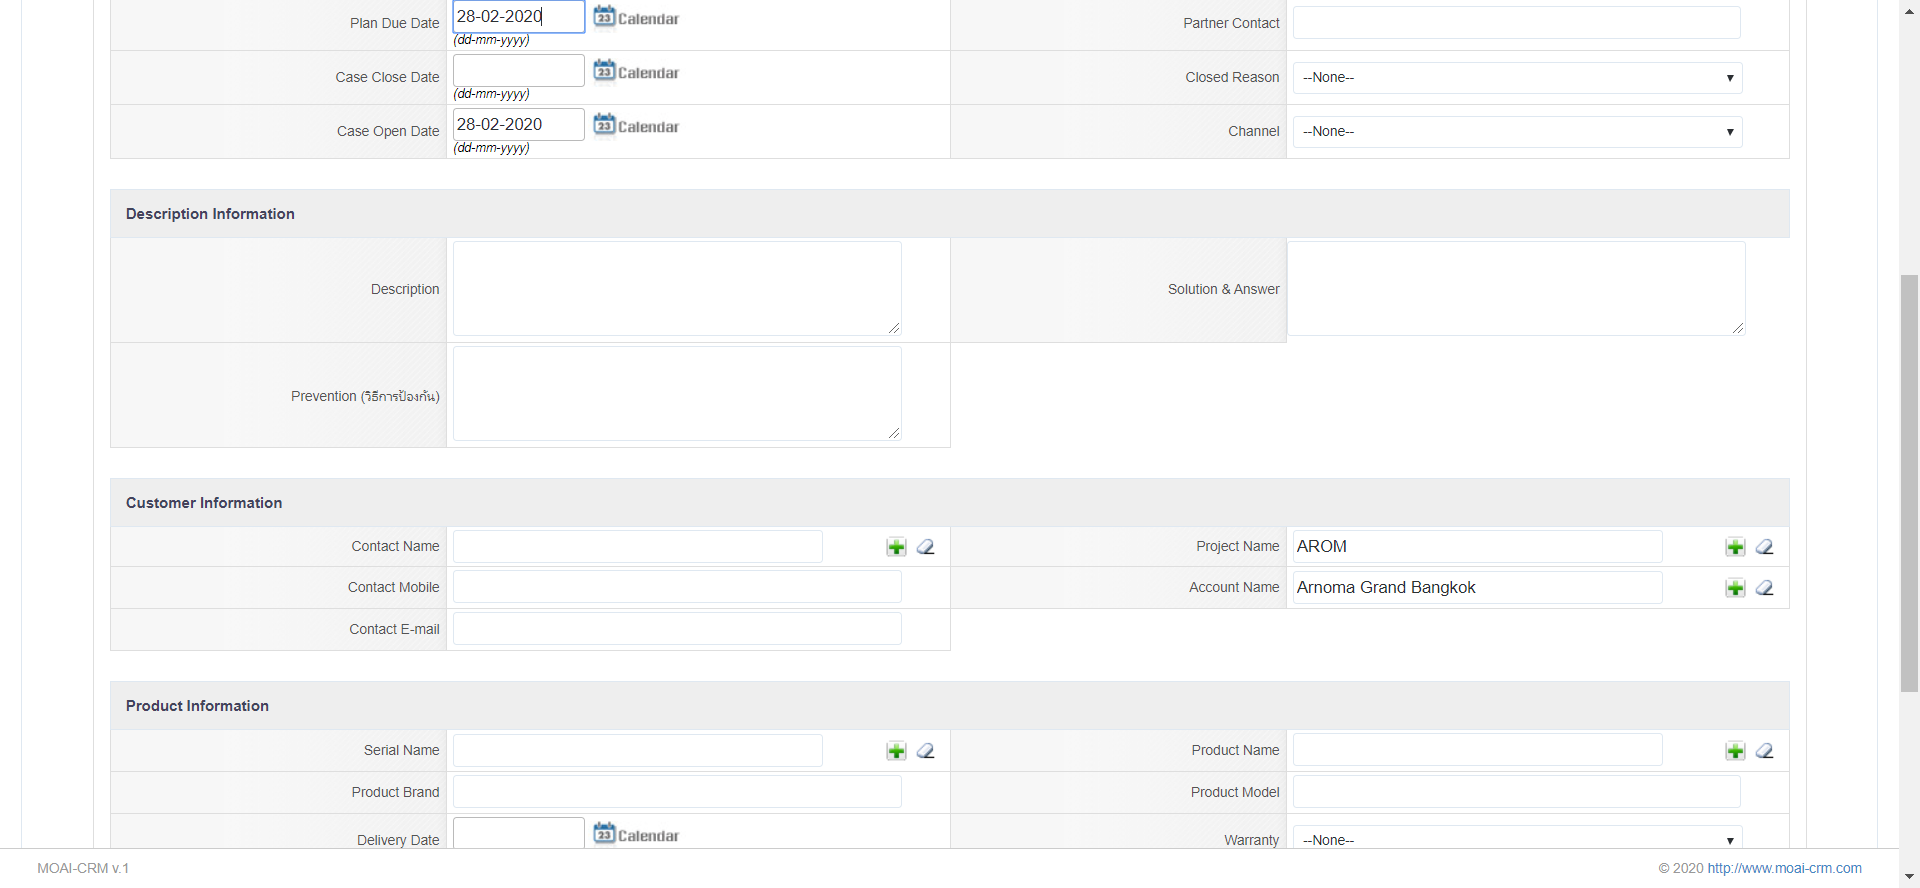 Plan Due Date 28-02-2020 23 Calendar Partner Contact
(dd-mm-yyyy)
Case Close Date 23 Calendar Closed Reason --None--
(dd-mm-yyyy)
Case Open Date 28-02-2020 23 Calendar Channel --None--
(dd-mm-yyyy)
Description Information
Description Solution & Answer
Prevention (วิธีการป้องกัน)
Customer Information
Contact Name Project Name AROM
Contact Mobile Account Name Arnoma Grand Bangkok
Contact E-mail
Product Information
Serial Name Product Name
Product Brand Product Model
Delivery Date 23 Calendar Warranty --None--
MOAI-CRM v.1 © 2020 http://www.moai-crm.com